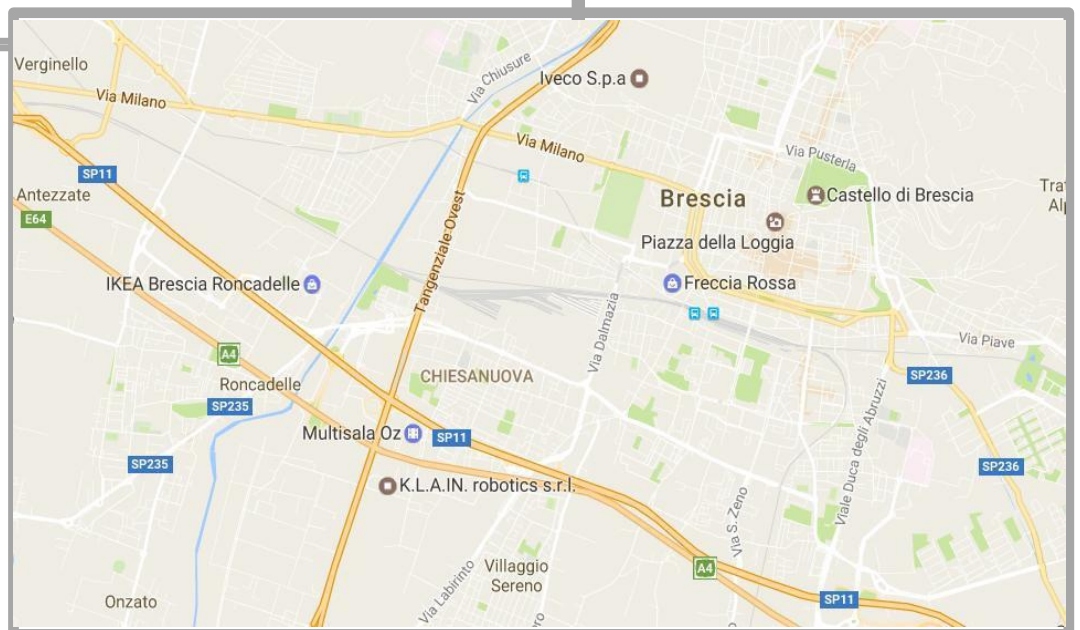 Verginello
Via Milano
Via Chiusure
Iveco S.p.a
Via Milano
Via Pusterla
SP11
Antezzate
E64
Brescia
Castello di Brescia
Piazza della Loggia
Tangenziale Ovest
IKEA Brescia Roncadelle
Freccia Rossa
Via Dalmazia
Via Piave
A4
CHIESANUOVA
Roncadelle
SP235
SP236
Multisala Oz
SP11
Viale Duca degli Abruzzi
SP235
SP236
K.L.A.IN. robotics s.r.l.
Via S. Zeno
Villaggio
Sereno
A4
Via Labirinto
SP11
Onzato